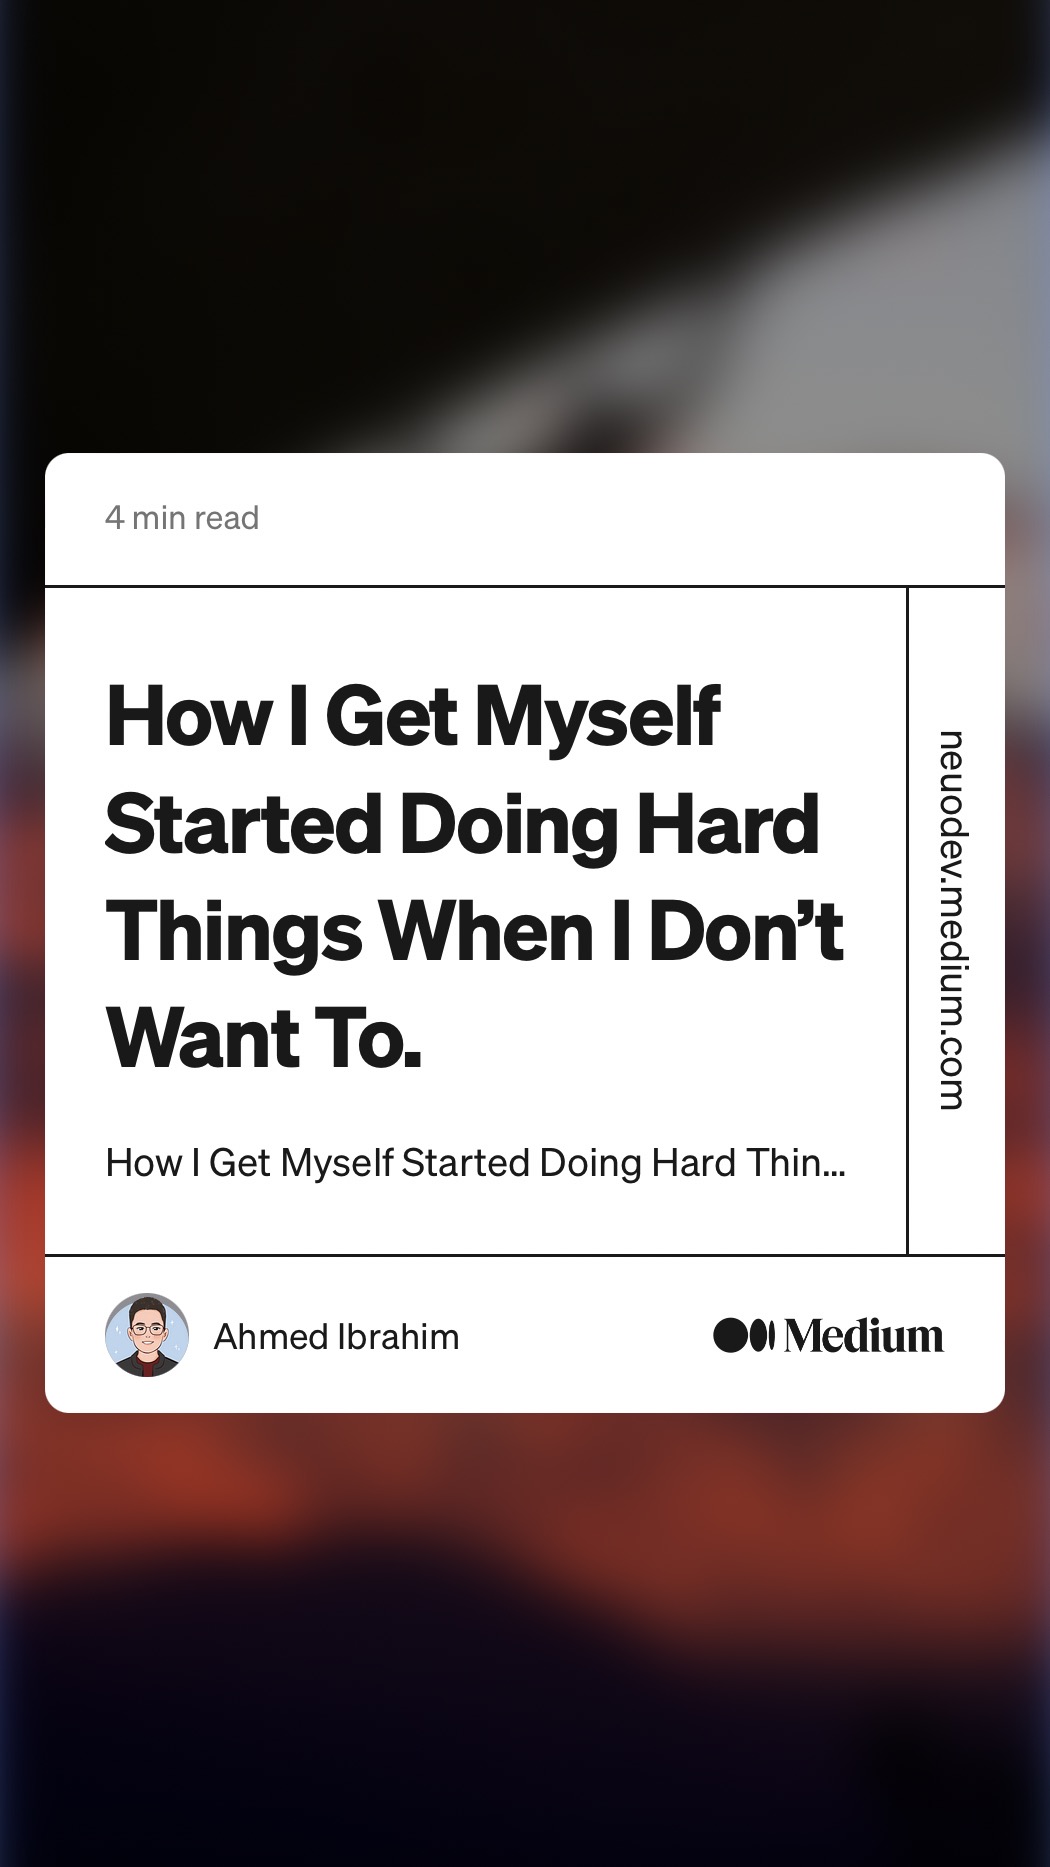 4 min read
How I Get Myself
Started Doing Hard
Things When I Don’t
Want To.
How I Get Myself Started Doing Hard Thin...
neuodev.medium.com
Ahmed Ibrahim
Medium